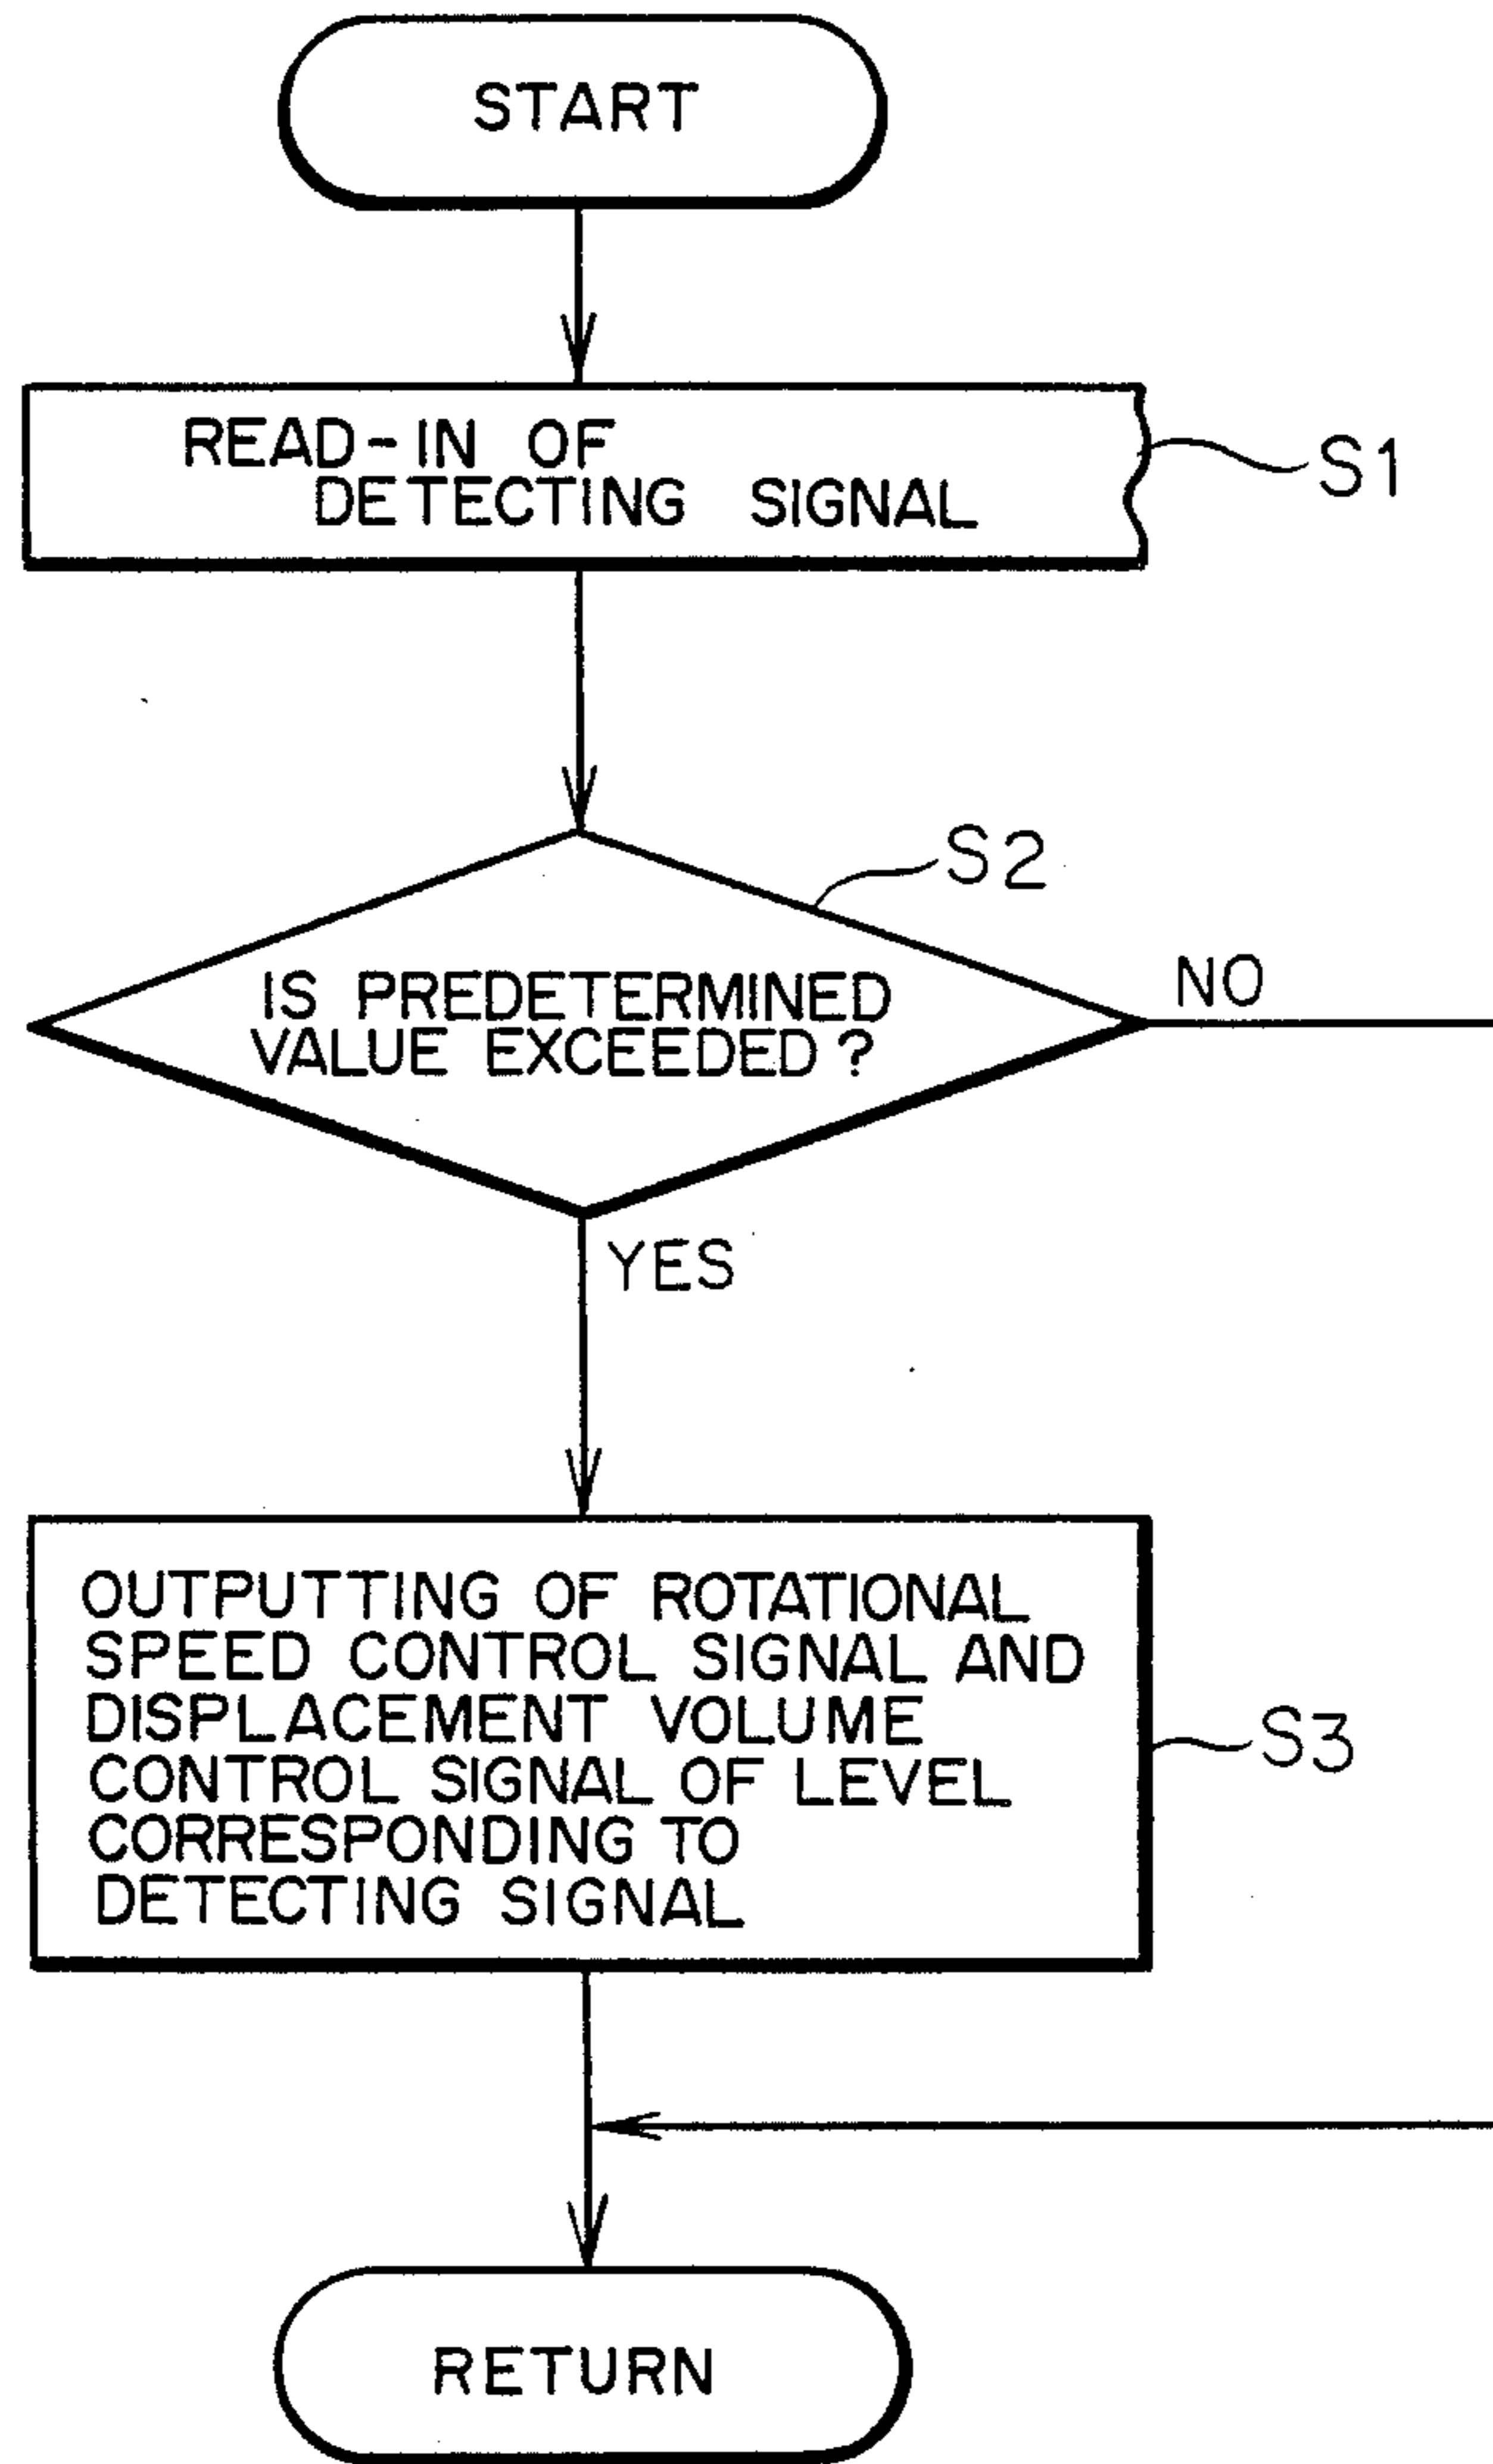 START
READ-IN OF
DETECTING SIGNAL
S1
S2
IS PREDETERMINED
VALUE EXCEEDED?
NO
YES
OUTPUTTING OF ROTATIONAL
SPEED CONTROL SIGNAL AND
DISPLACEMENT VOLUME
CONTROL SIGNAL OF LEVEL
CORRESPONDING TO
DETECTING SIGNAL
S3
RETURN